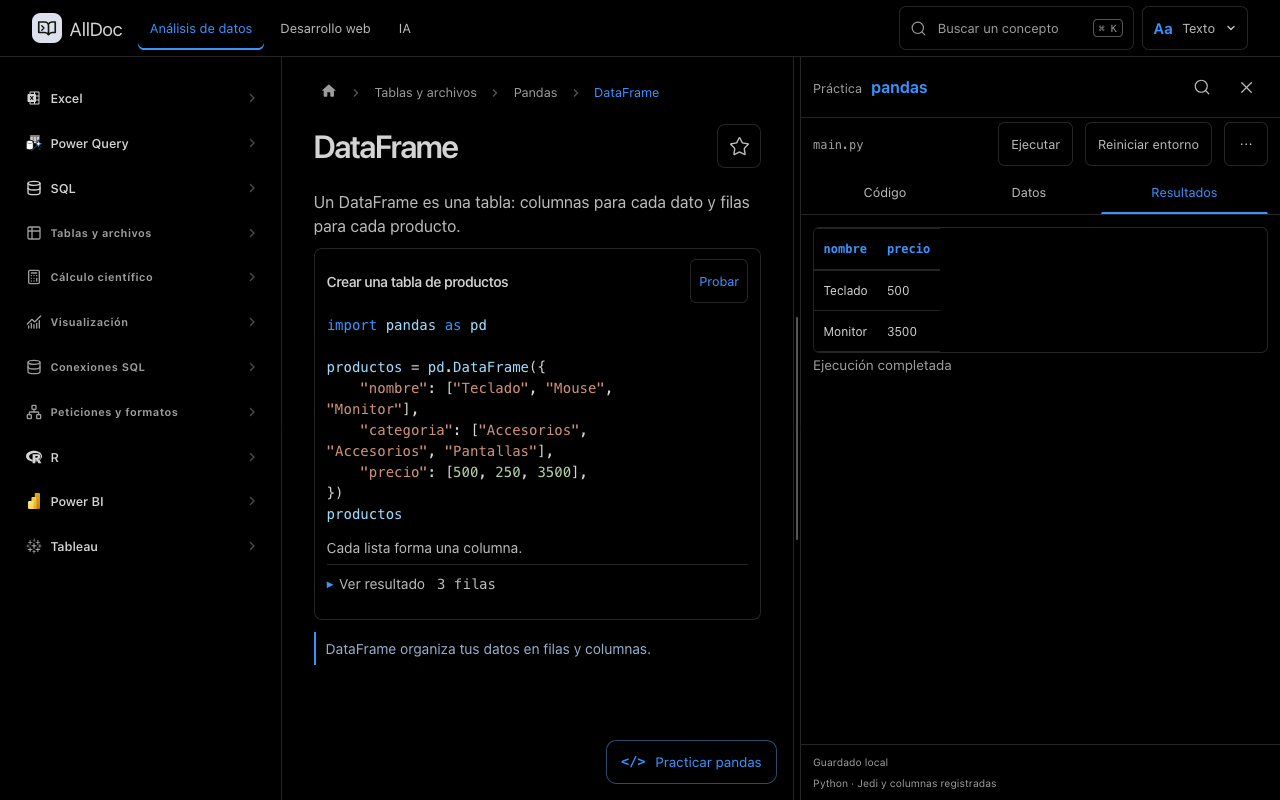 AllDoc
Análisis de datos
Desarrollo web
IA
Buscar un concepto
⌘ K
Aa Texto
Excel
Power Query
SQL
Tablas y archivos
Cálculo científico
Visualización
Conexiones SQL
Peticiones y formatos
R
Power BI
Tableau
Tablas y archivos
Pandas
DataFrame
DataFrame
Un DataFrame es una tabla: columnas para cada dato y filas
para cada producto.
Crear una tabla de productos
Probar
import pandas as pd
productos = pd.DataFrame({
    "nombre": ["Teclado", "Mouse",
"Monitor"],
    "categoria": ["Accesorios",
"Accesorios", "Pantallas"],
    "precio": [500, 250, 3500],
})
productos
Cada lista forma una columna.
▸ Ver resultado 3 filas
DataFrame organiza tus datos en filas y columnas.
</> Practicar pandas
Práctica pandas
main.py
Ejecutar
Reiniciar entorno
...
Código
Datos
Resultados
nombre precio
Teclado 500
Monitor 3500
Ejecución completada
Guardado local
Python · Jedi y columnas registradas